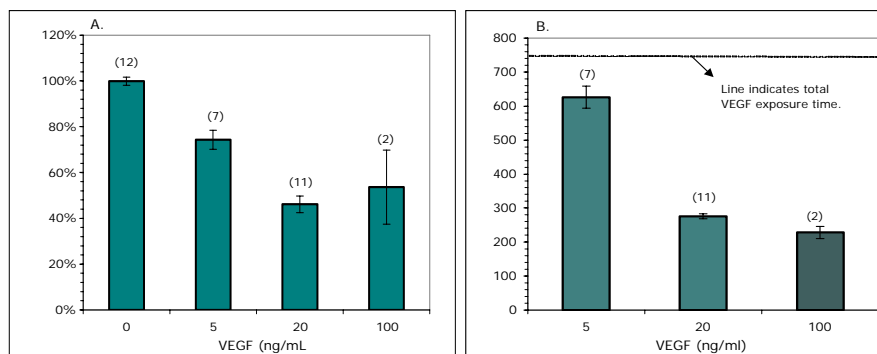 A.
120%
100%
80%
60%
40%
20%
0%
(12)
(7)
(11)
(2)
0 5 20 100
VEGF (ng/mL
B.
800
700
600
500
400
300
200
100
0
(7)
(11)
(2)
Line indicates total
VEGF exposure time.
5 20 100
VEGF (ng/ml)